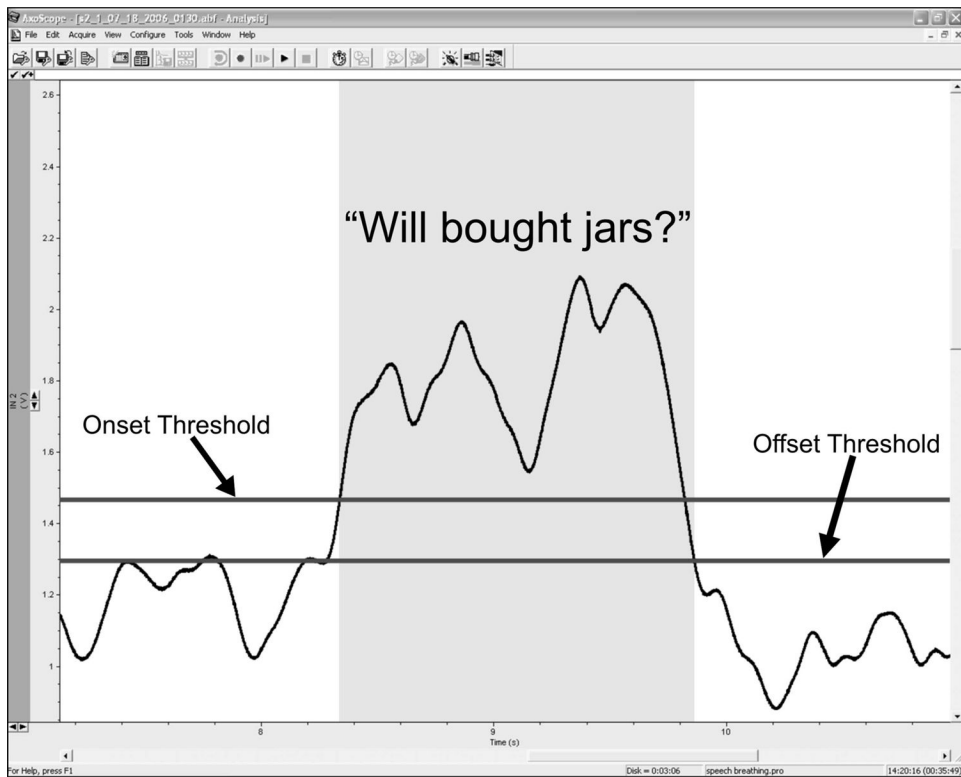 AxoScope - [s2_1_07_18_2006_0130.abf - Analysis]
File Edit Acquire View Configure Tools Window Help
2.6
2.4
2.2
2
1.8
1.6
1.4
1.2
1
IN 2
(V)
“Will bought jars?”
Onset Threshold
Offset Threshold
8 9 10
Time (s)
For Help, press F1 Disk = 0:03:06 speech breathing.pro 14:20:16 (00:35:49)